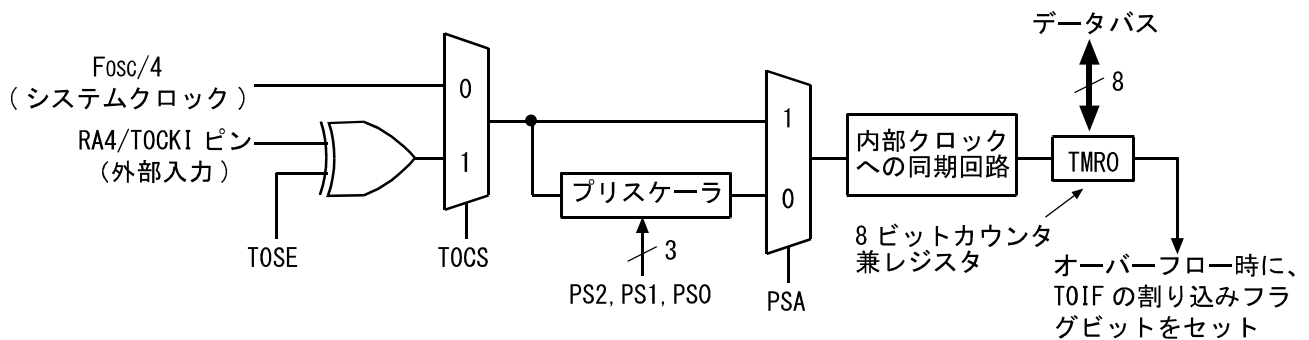 データバス
8
Fosc/4
(システムクロック)
RA4/TOCKI ピン
(外部入力)
TOSE
0
1
TOCS
プリスケーラ
3
PS2, PS1, PS0
1
0
PSA
内部クロック
への同期回路
TMR0
8 ビットカウンタ
兼レジスタ
オーバーフロー時に、
TOIF の割り込みフラ
グビットをセット